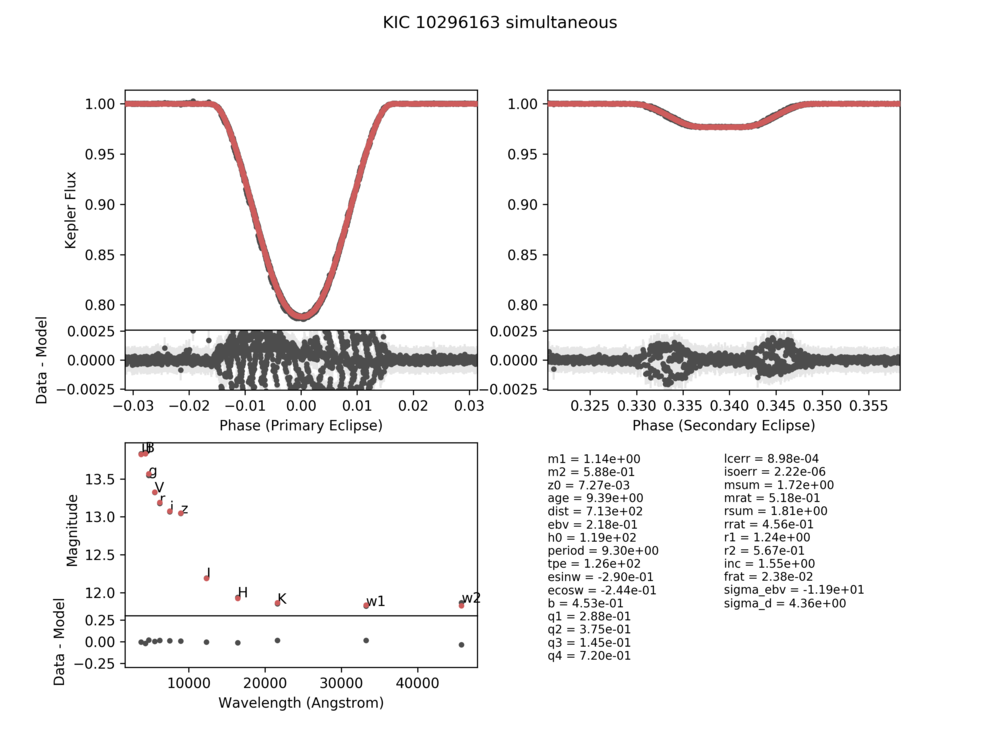 KIC 10296163 simultaneous
1.00
0.95
0.90
0.85
0.80
Kepler Flux
0.0025
0.0000
−0.0025
Data - Model
−0.03 −0.02 −0.01 0.00 0.01 0.02 0.03
Phase (Primary Eclipse)
1.00
0.95
0.90
0.85
0.80
0.0025
0.0000
−0.0025
0.325 0.330 0.335 0.340 0.345 0.350 0.355
Phase (Secondary Eclipse)
13.5
13.0
12.5
12.0
Magnitude
B
g
V
r
i z
J
H
K
w1
w2
0.25
0.00
−0.25
Data - Model
10000 20000 30000 40000
Wavelength (Angstrom)
m1 = 1.14e+00
m2 = 5.88e-01
z0 = 7.27e-03
age = 9.39e+00
dist = 7.13e+02
ebv = 2.18e-01
h0 = 1.19e+02
period = 9.30e+00
tpe = 1.26e+02
esinw = -2.90e-01
ecosw = -2.44e-01
b = 4.53e-01
q1 = 2.88e-01
q2 = 3.75e-01
q3 = 1.45e-01
q4 = 7.20e-01
lcerr = 8.98e-04
isoerr = 2.22e-06
msum = 1.72e+00
mrat = 5.18e-01
rsum = 1.81e+00
rrat = 4.56e-01
r1 = 1.24e+00
r2 = 5.67e-01
inc = 1.55e+00
frat = 2.38e-02
sigma_ebv = -1.19e+01
sigma_d = 4.36e+00